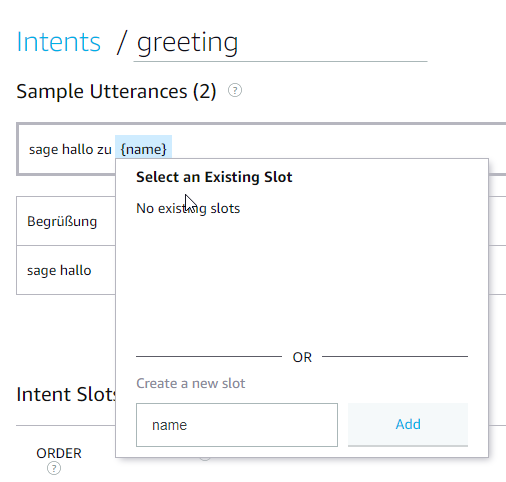 Intents / greeting
Sample Utterances (2) ?
sage hallo zu {name}
Select an Existing Slot
No existing slots
Begrüßung
sage hallo
OR
Create a new slot
name Add
Intent Slots
ORDER
?